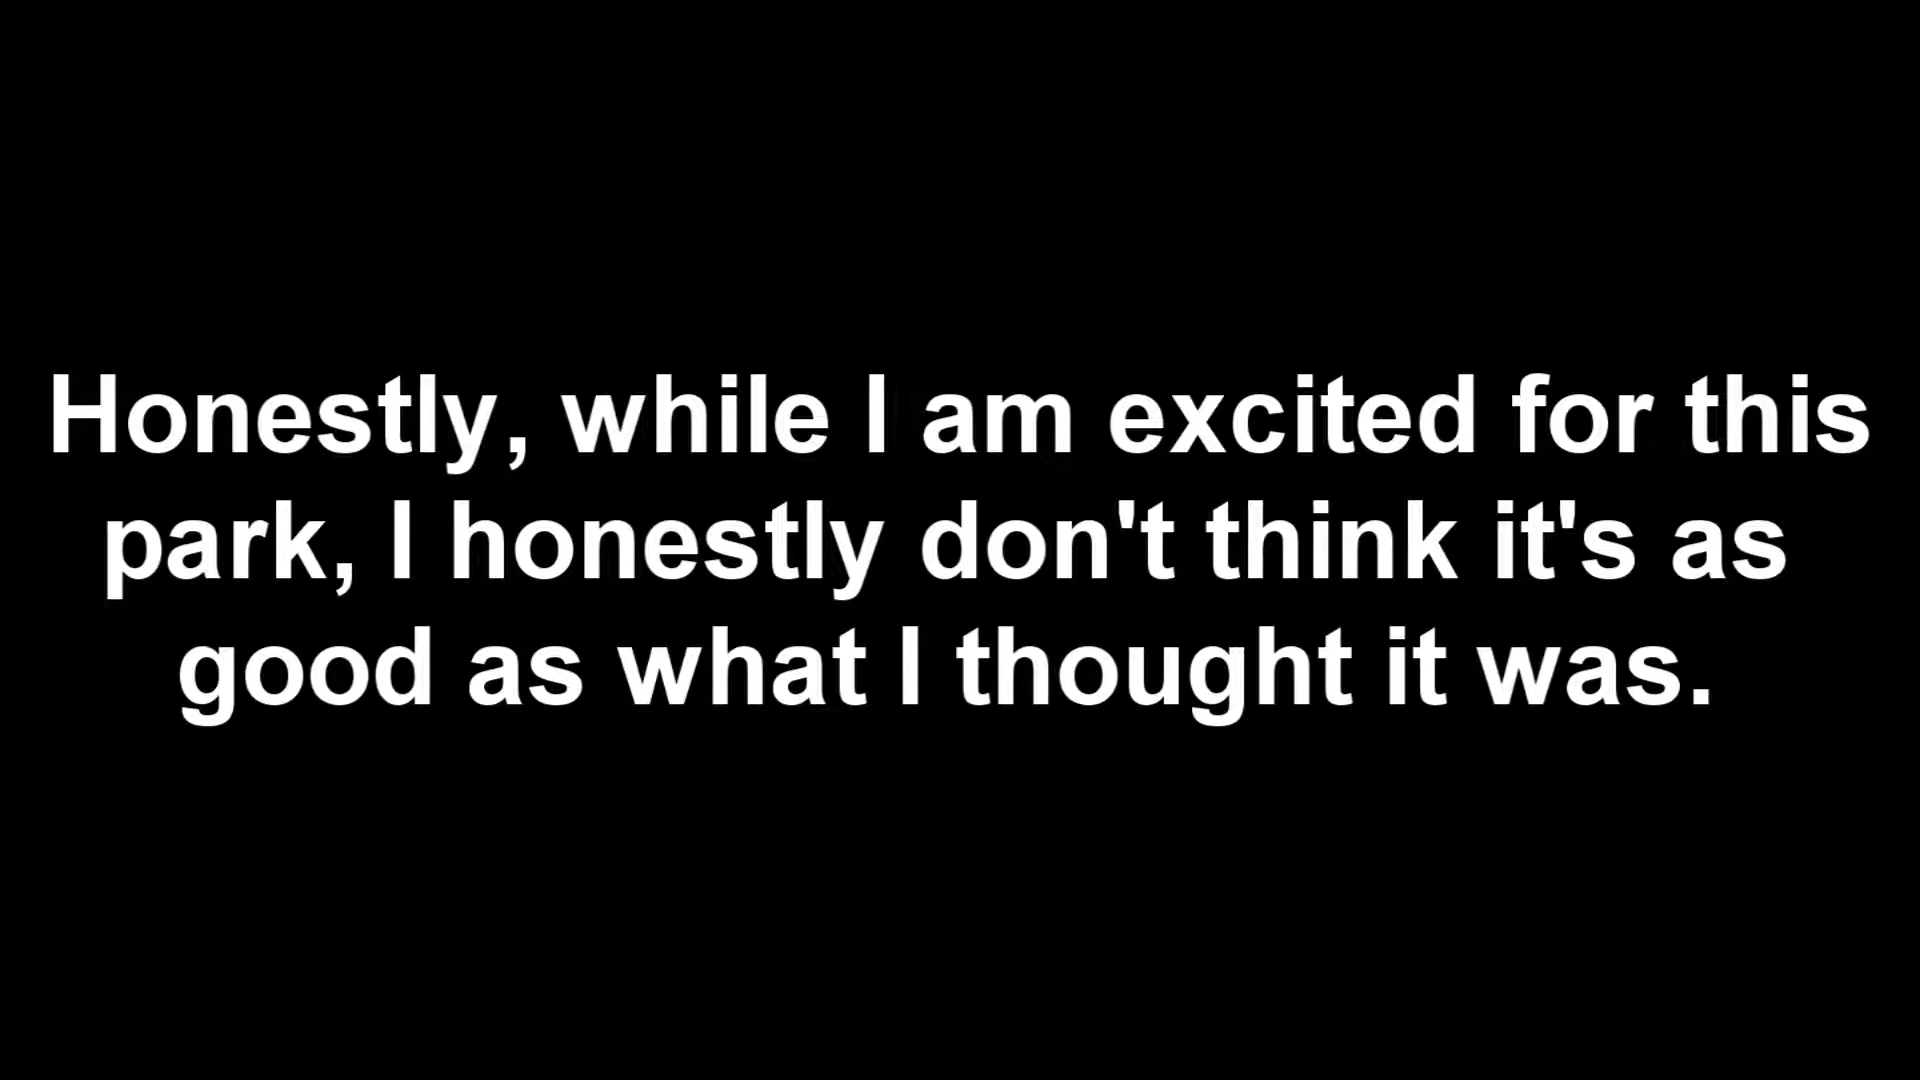 Honestly, while I am excited for this
park, I honestly don't think it's as
good as what I thought it was.